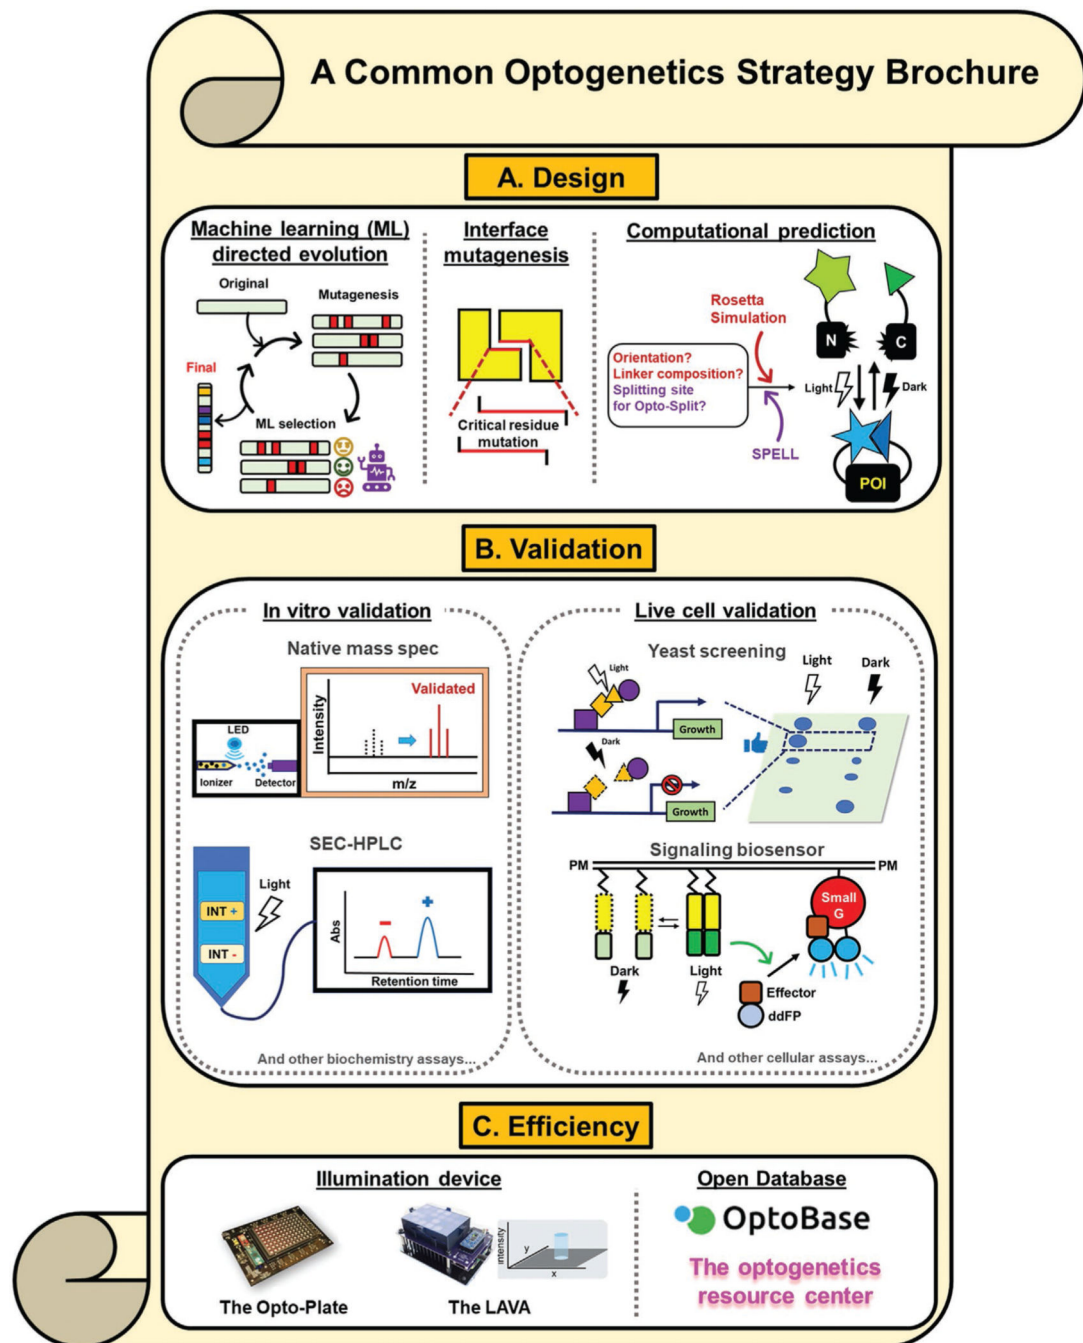 A Common Optogenetics Strategy Brochure
A. Design
Machine learning (ML)
directed evolution
Original
Mutagenesis
Final
ML selection
Interface
mutagenesis
Critical residue
mutation
Computational prediction
Rosetta
Simulation
Orientation?
Linker composition?
Splitting site
for Opto-Split?
SPELL
N
C
Light
Dark
POI
B. Validation
In vitro validation
Native mass spec
LED
Ionizer
Detector
Intensity
Validated
m/z
SEC-HPLC
Light
INT +
INT -
Abs
-
+
Retention time
And other biochemistry assays...
Live cell validation
Yeast screening
Light
Growth
Dark
Growth
Light
Dark
Signaling biosensor
PM
PM
Small
G
Dark
Light
Effector
ddFP
And other cellular assays...
C. Efficiency
Illumination device
The Opto-Plate
intensity
y
x
The LAVA
Open Database
OptoBase
The optogenetics
resource center